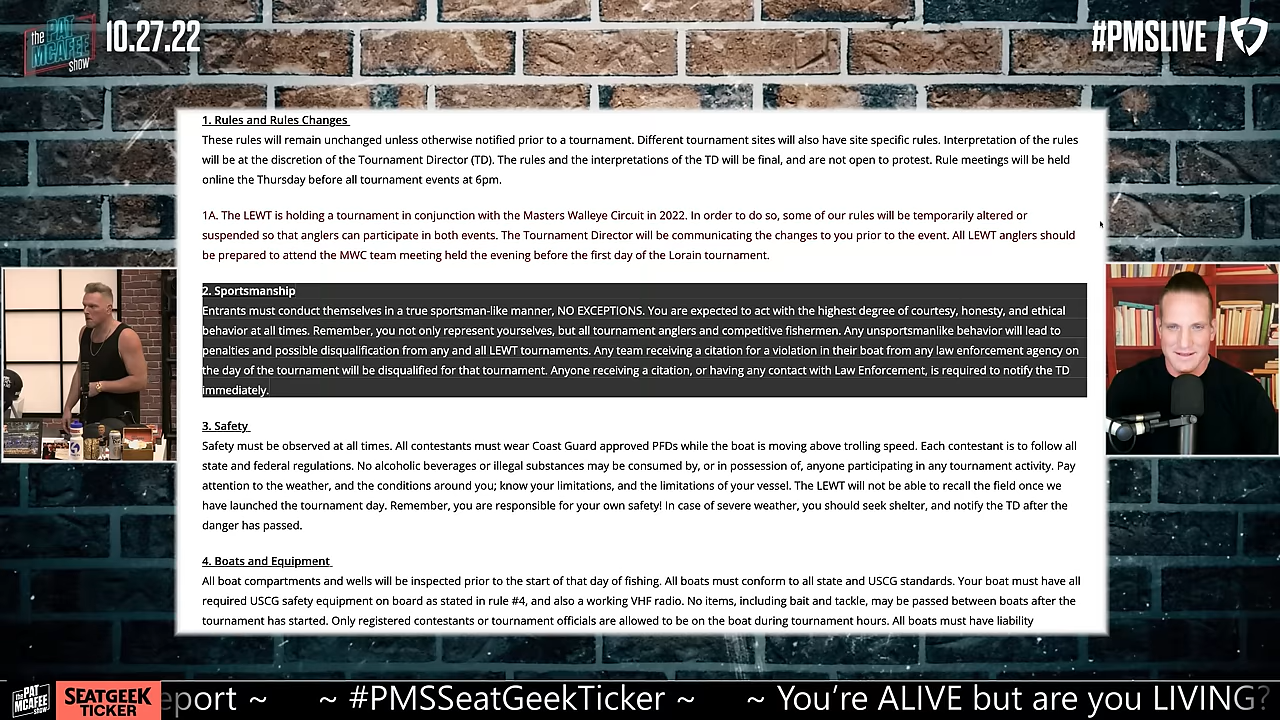 the
PAT
MCAFEE
show
10.27.22
#PMSLIVE |
1. Rules and Rules Changes
These rules will remain unchanged unless otherwise notified prior to a tournament. Different tournament sites will also have site specific rules. Interpretation of the rules
will be at the discretion of the Tournament Director (TD). The rules and the interpretations of the TD will be final, and are not open to protest. Rule meetings will be held
online the Thursday before all tournament events at 6pm.
1A. The LEWT is holding a tournament in conjunction with the Masters Walleye Circuit in 2022. In order to do so, some of our rules will be temporarily altered or
suspended so that anglers can participate in both events. The Tournament Director will be communicating the changes to you prior to the event. All LEWT anglers should
be prepared to attend the MWC team meeting held the evening before the first day of the Lorain tournament.
2. Sportsmanship
Entrants must conduct themselves in a true sportsman-like manner, NO EXCEPTIONS. You are expected to act with the highest degree of courtesy, honesty, and ethical
behavior at all times. Remember, you not only represent yourselves, but all tournament anglers and competitive fishermen. Any unsportsmanlike behavior will lead to
penalties and possible disqualification from any and all LEWT tournaments. Any team receiving a citation for a violation in their boat from any law enforcement agency on
the day of the tournament will be disqualified for that tournament. Anyone receiving a citation, or having any contact with Law Enforcement, is required to notify the TD
immediately.
3. Safety
Safety must be observed at all times. All contestants must wear Coast Guard approved PFDs while the boat is moving above trolling speed. Each contestant is to follow all
state and federal regulations. No alcoholic beverages or illegal substances may be consumed by, or in possession of, anyone participating in any tournament activity. Pay
attention to the weather, and the conditions around you; know your limitations, and the limitations of your vessel. The LEWT will not be able to recall the field once we
have launched the tournament day. Remember, you are responsible for your own safety! In case of severe weather, you should seek shelter, and notify the TD after the
danger has passed.
4. Boats and Equipment
All boat compartments and wells will be inspected prior to the start of that day of fishing. All boats must conform to all state and USCG standards. Your boat must have all
required USCG safety equipment on board as stated in rule #4, and also a working VHF radio. No items, including bait and tackle, may be passed between boats after the
tournament has started. Only registered contestants or tournament officials are allowed to be on the boat during tournament hours. All boats must have liability
the
PAT
MCAFEE
show
SEATGEEK
TICKER
eport ~ ~ #PMSSeatGeekTicker ~ ~ You're ALIVE but are you LIVING?